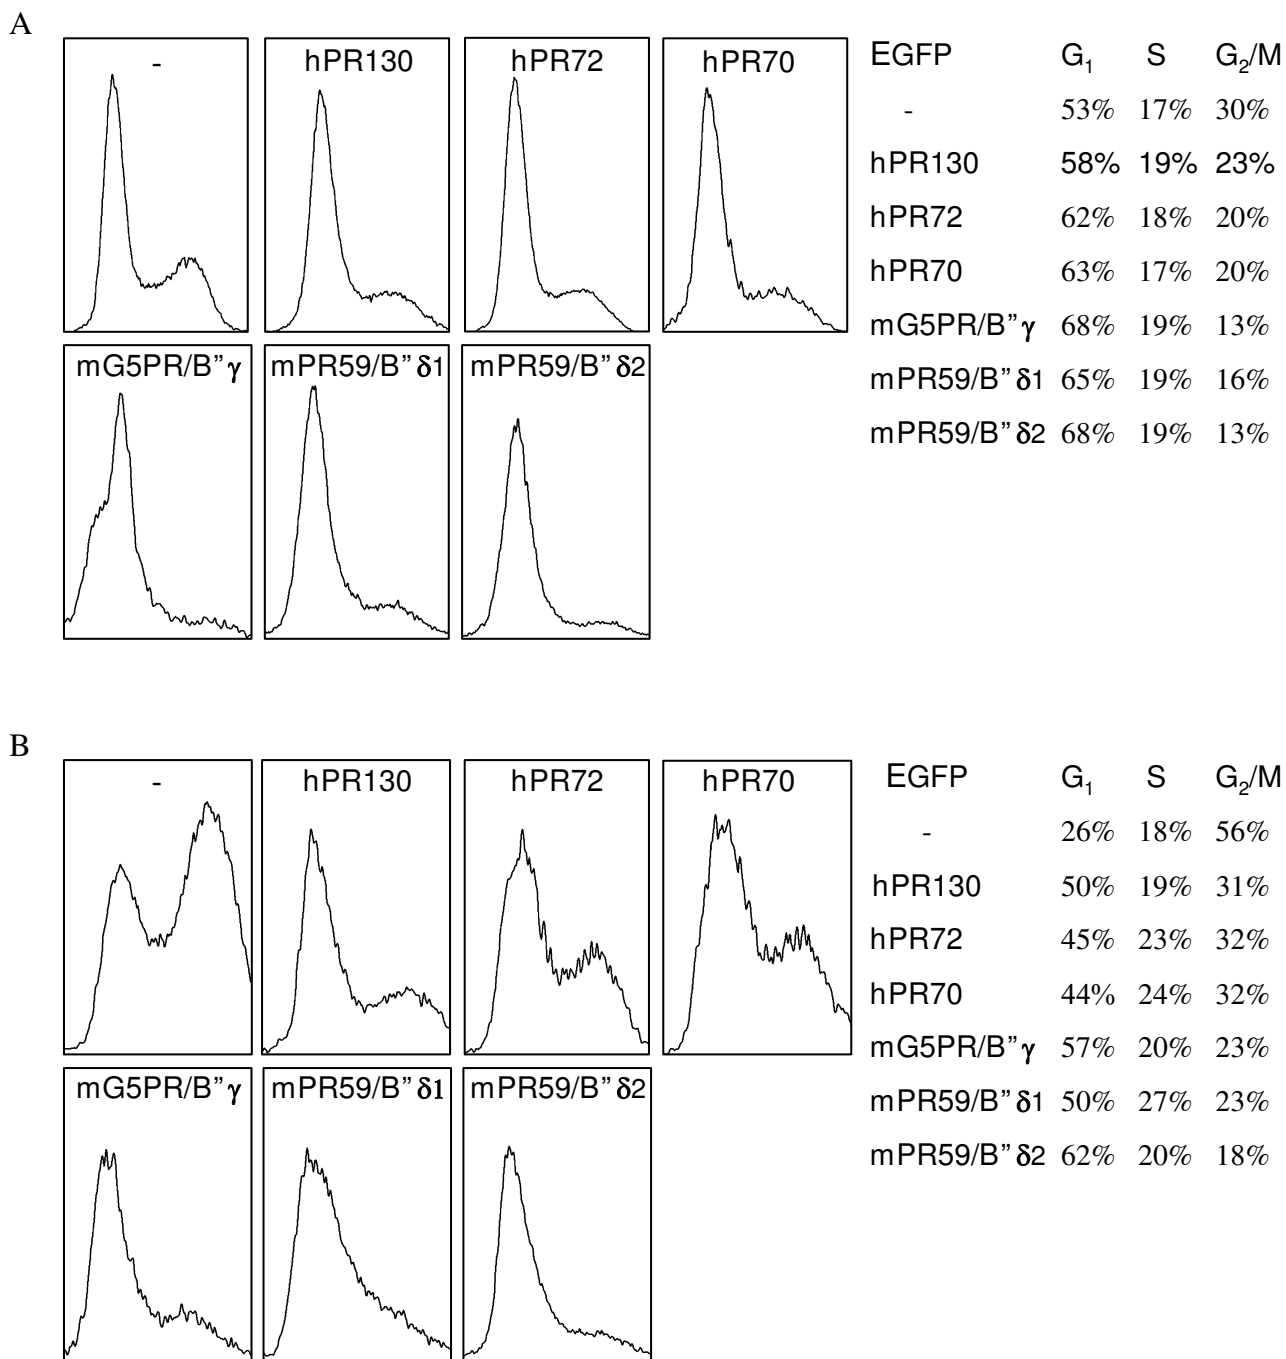 A
- hPR130 hPR72 hPR70
mG5PR/B”γ mPR59/B”δ1 mPR59/B”δ2
EGFP G₁ S G₂/M
- 53% 17% 30%
hPR130 58% 19% 23%
hPR72 62% 18% 20%
hPR70 63% 17% 20%
mG5PR/B”γ 68% 19% 13%
mPR59/B”δ1 65% 19% 16%
mPR59/B”δ2 68% 19% 13%
B
- hPR130 hPR72 hPR70
mG5PR/B”γ mPR59/B”δ1 mPR59/B”δ2
EGFP G₁ S G₂/M
- 26% 18% 56%
hPR130 50% 19% 31%
hPR72 45% 23% 32%
hPR70 44% 24% 32%
mG5PR/B”γ 57% 20% 23%
mPR59/B”δ1 50% 27% 23%
mPR59/B”δ2 62% 20% 18%